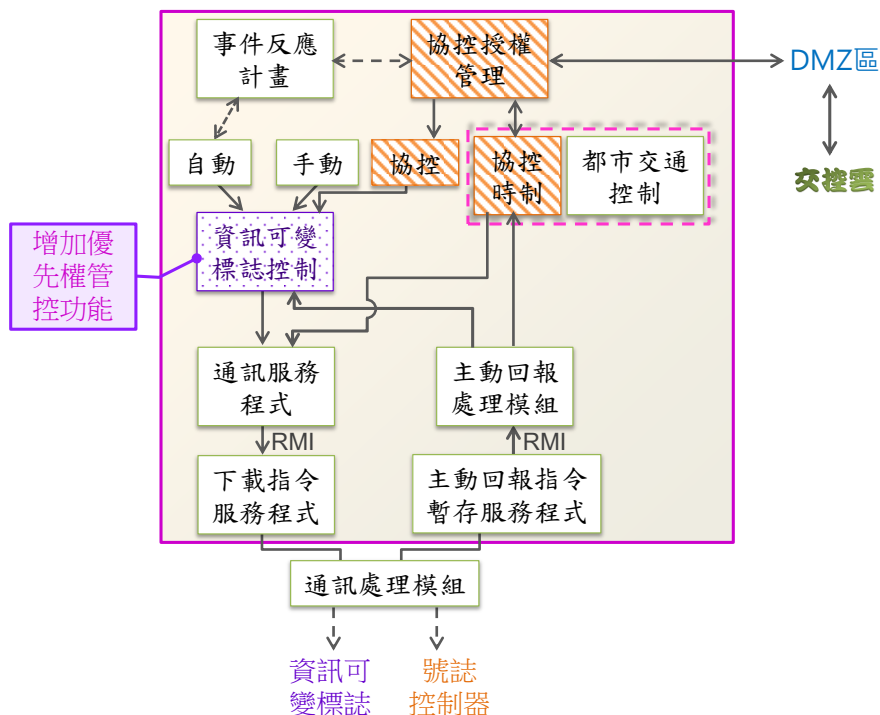 事件反應
計畫
協控授權
管理
DMZ區
自動
手動
協控
協控
時制
都市交通
控制
交控雲
增加優
先權管
控功能
資訊可變
標誌控制
通訊服務
程式
主動回報
處理模組
RMI
RMI
下載指令
服務程式
主動回報指令
暫存服務程式
通訊處理模組
資訊可
變標誌
號誌
控制器